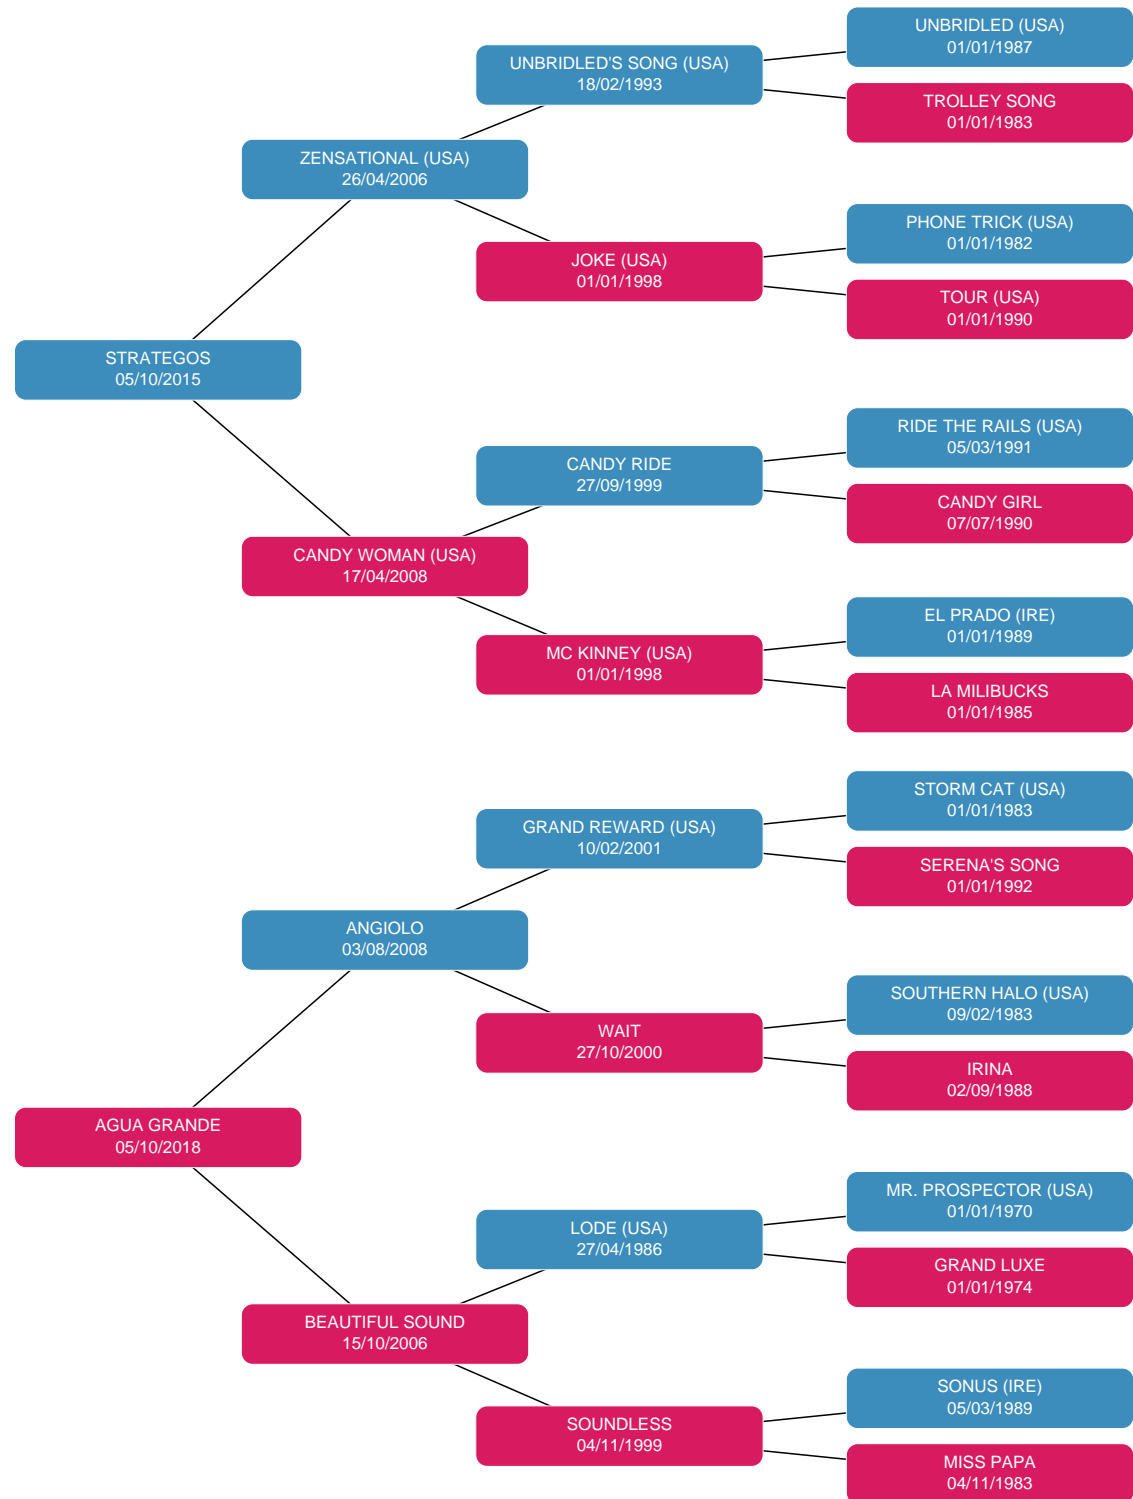 UNBRIDLED (USA)
01/01/1987
UNBRIDLED'S SONG (USA)
18/02/1993
TROLLEY SONG
01/01/1983
ZENSATIONAL (USA)
26/04/2006
PHONE TRICK (USA)
01/01/1982
JOKE (USA)
01/01/1998
TOUR (USA)
01/01/1990
STRATEGOS
05/10/2015
RIDE THE RAILS (USA)
05/03/1991
CANDY RIDE
27/09/1999
CANDY GIRL
07/07/1990
CANDY WOMAN (USA)
17/04/2008
EL PRADO (IRE)
01/01/1989
MC KINNEY (USA)
01/01/1998
LA MILIBUCKS
01/01/1985
STORM CAT (USA)
01/01/1983
GRAND REWARD (USA)
10/02/2001
SERENA'S SONG
01/01/1992
ANGIOLO
03/08/2008
SOUTHERN HALO (USA)
09/02/1983
WAIT
27/10/2000
IRINA
02/09/1988
AGUA GRANDE
05/10/2018
MR. PROSPECTOR (USA)
01/01/1970
LODE (USA)
27/04/1986
GRAND LUXE
01/01/1974
BEAUTIFUL SOUND
15/10/2006
SONUS (IRE)
05/03/1989
SOUNDLESS
04/11/1999
MISS PAPA
04/11/1983